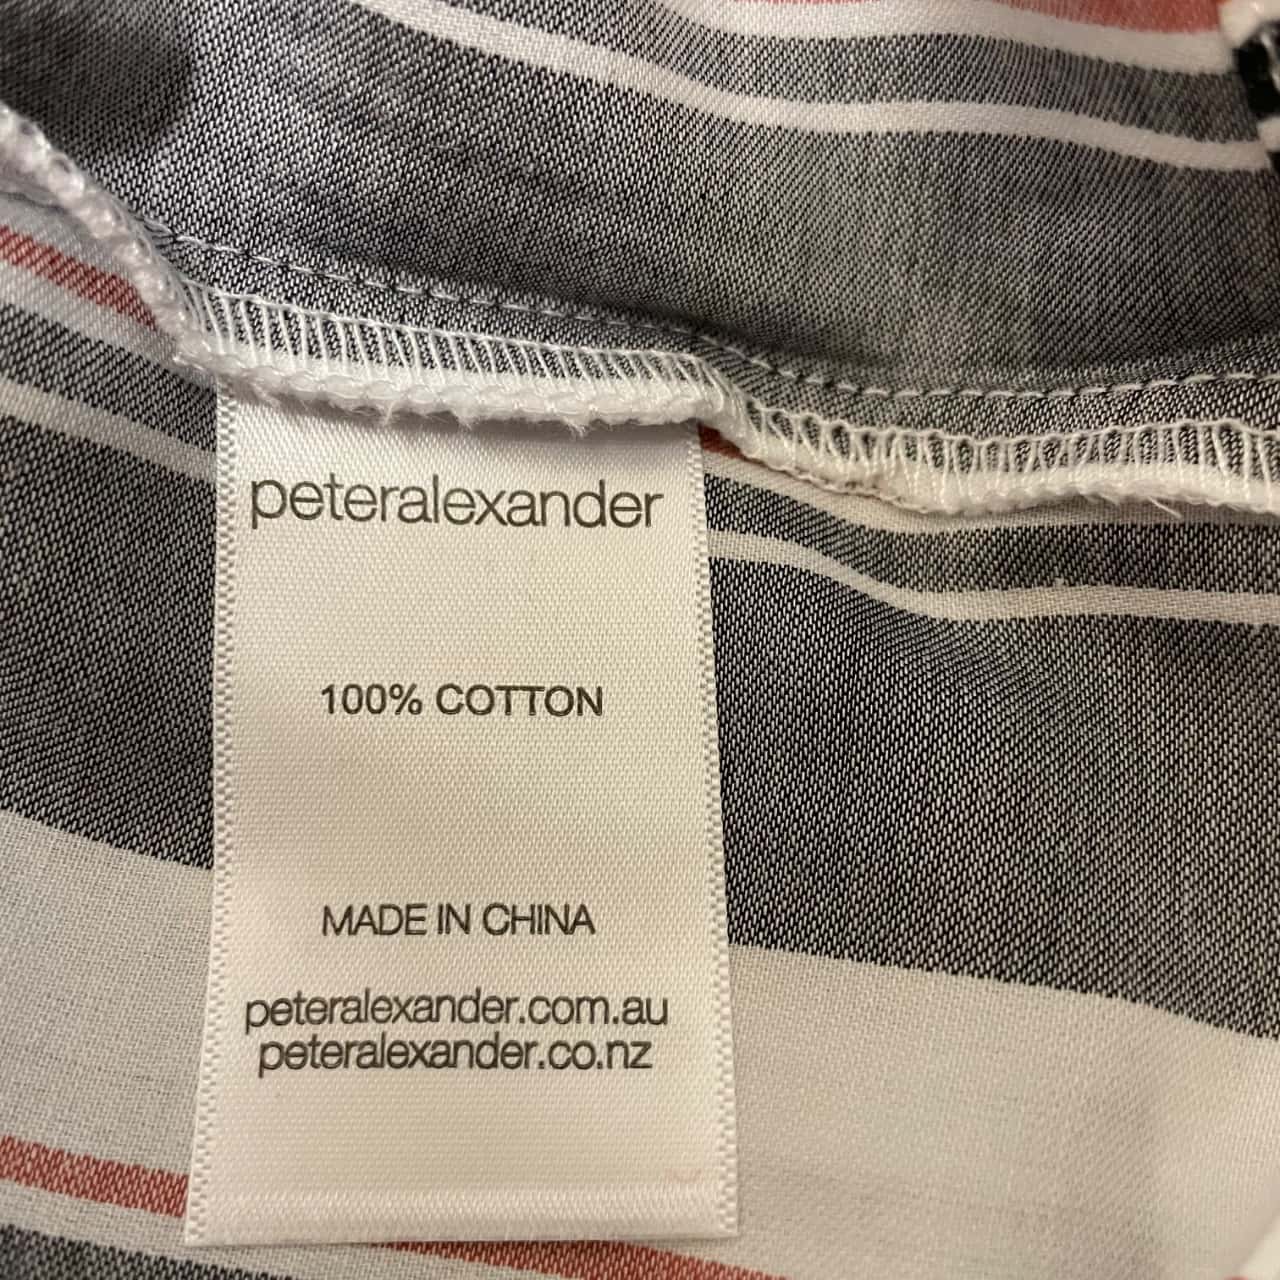 peteralexander
100% COTTON
MADE IN CHINA
peteralexander.com.au
peteralexander.co.nz